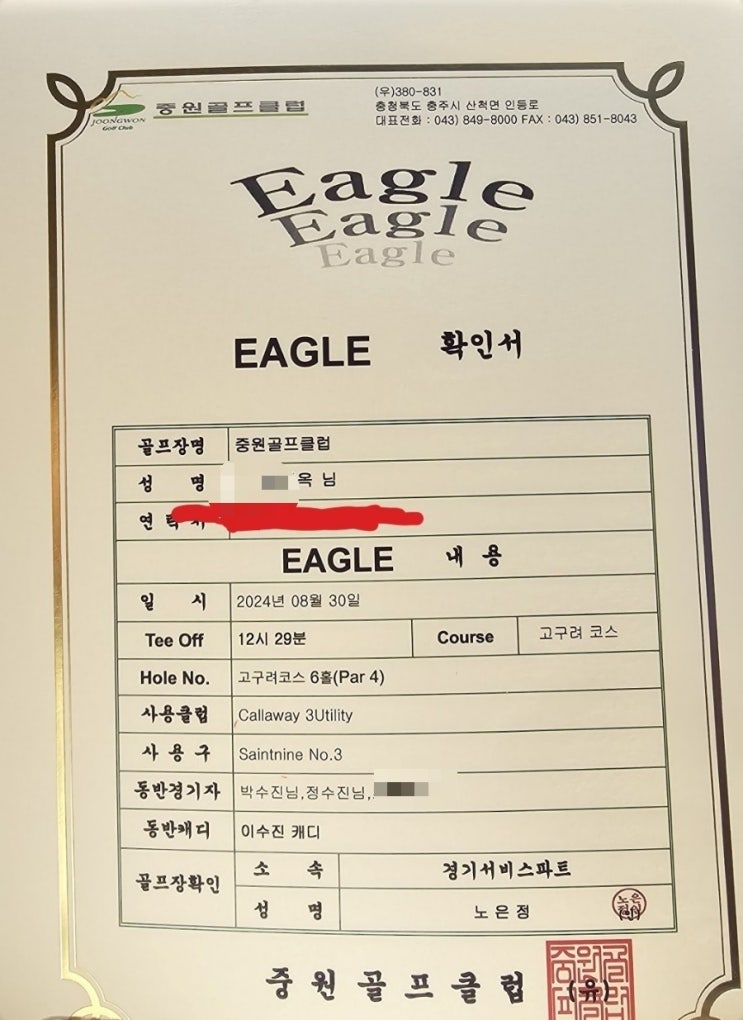 JOONGWON
Golf Club
중원골프클럽
(우)380-831
충청북도 충주시 산척면 인등로
대표전화 : 043) 849-8000 FAX : 043) 851-8043
Eagle
Eagle
Eagle
EAGLE 확인서
골프장명 중원골프클럽
성 명 옥 님
EAGLE 내 용
일 시 2024년 08월 30일
Tee Off 12시 29분 Course 고구려 코스
Hole No. 고구려코스 6홀(Par 4)
사용클럽 Callaway 3Utility
사 용 구 Saintnine No.3
동반경기자 박수진님,정수진님,
동반캐디 이수진 캐디
골프장확인 소 속 경기서비스파트
성 명 노 은 정
중 원 골 프 클 럽 (유)